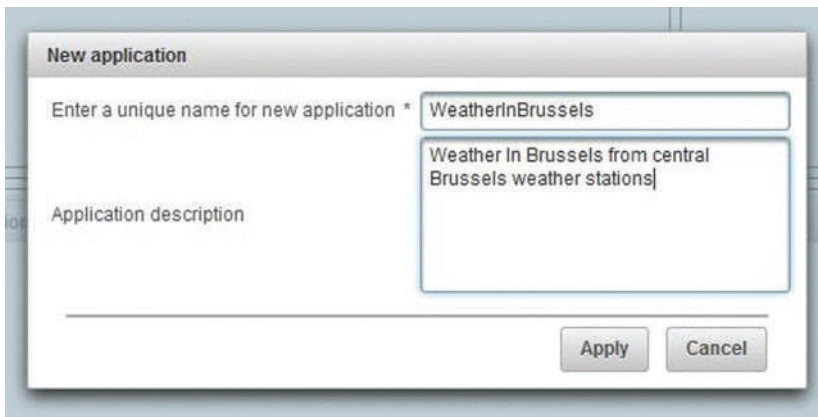 New application
Enter a unique name for new application * WeatherInBrussels
Weather In Brussels from central
Brussels weather stations
Application description
Apply Cancel